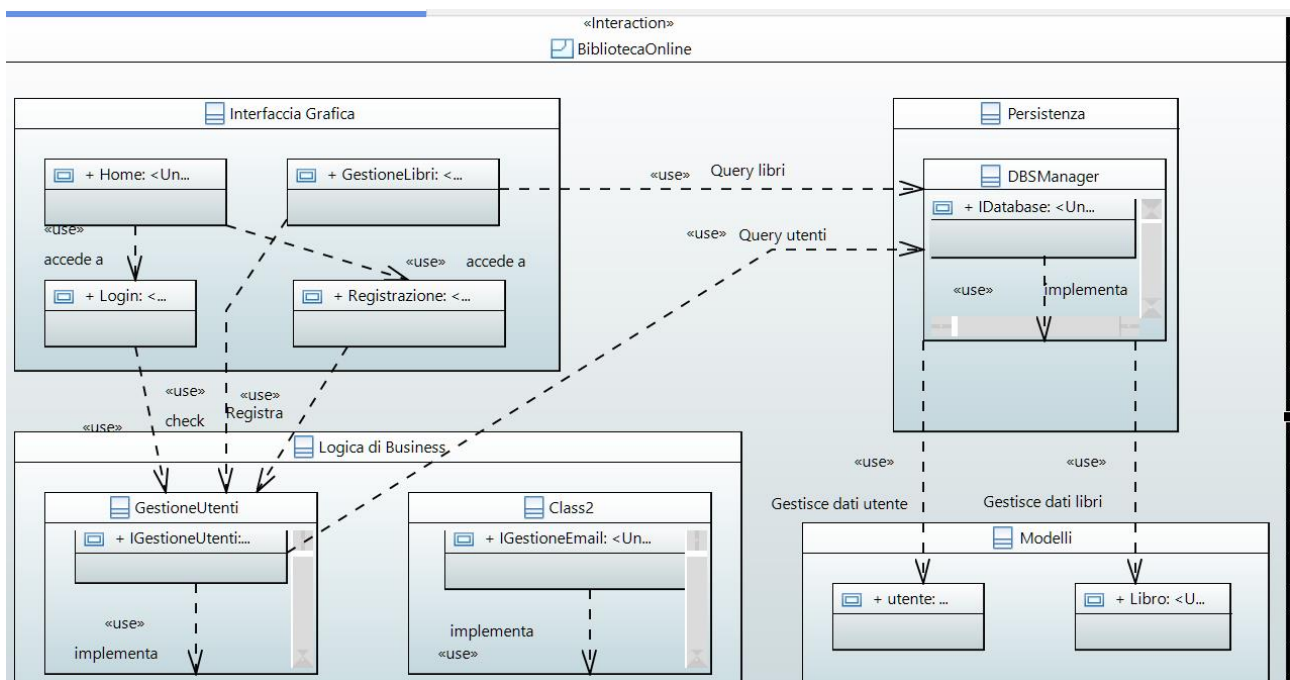 «Interaction»
BibliotecaOnline
Interfaccia Grafica
+ Home: <Un...
+ GestioneLibri: <...
«use»
accede a
«use» accede a
+ Login: <...
+ Registrazione: <...
«use» Query libri
«use» Query utenti
Persistenza
DBSManager
+ IDatabase: <Un...
«use» implementa
«use»
check
«use»
Registra
«use»
Logica di Business
GestioneUtenti
+ IGestioneUtenti:...
«use»
implementa
Class2
+ IGestioneEmail: <Un...
implementa
«use»
«use»
Gestisce dati utente
«use»
Gestisce dati libri
Modelli
+ utente: ...
+ Libro: <U...